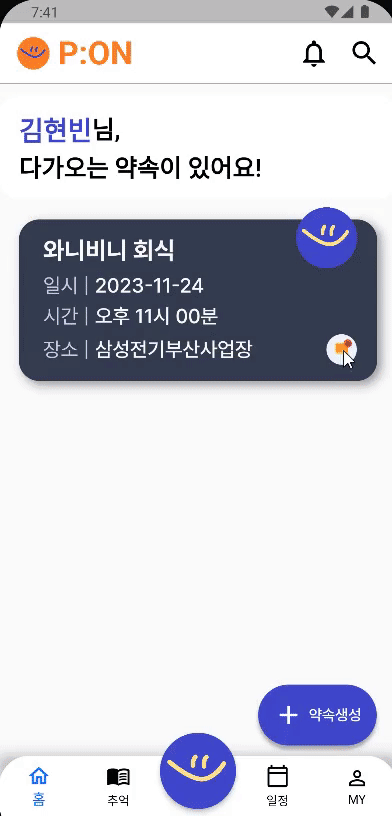 7:41
P:ON
김현빈님,
다가오는 약속이 있어요!
와니비니 회식
일시 | 2023-11-24
시간 | 오후 11시 00분
장소 | 삼성전기부산사업장
약속생성
홈
추억
일정
MY